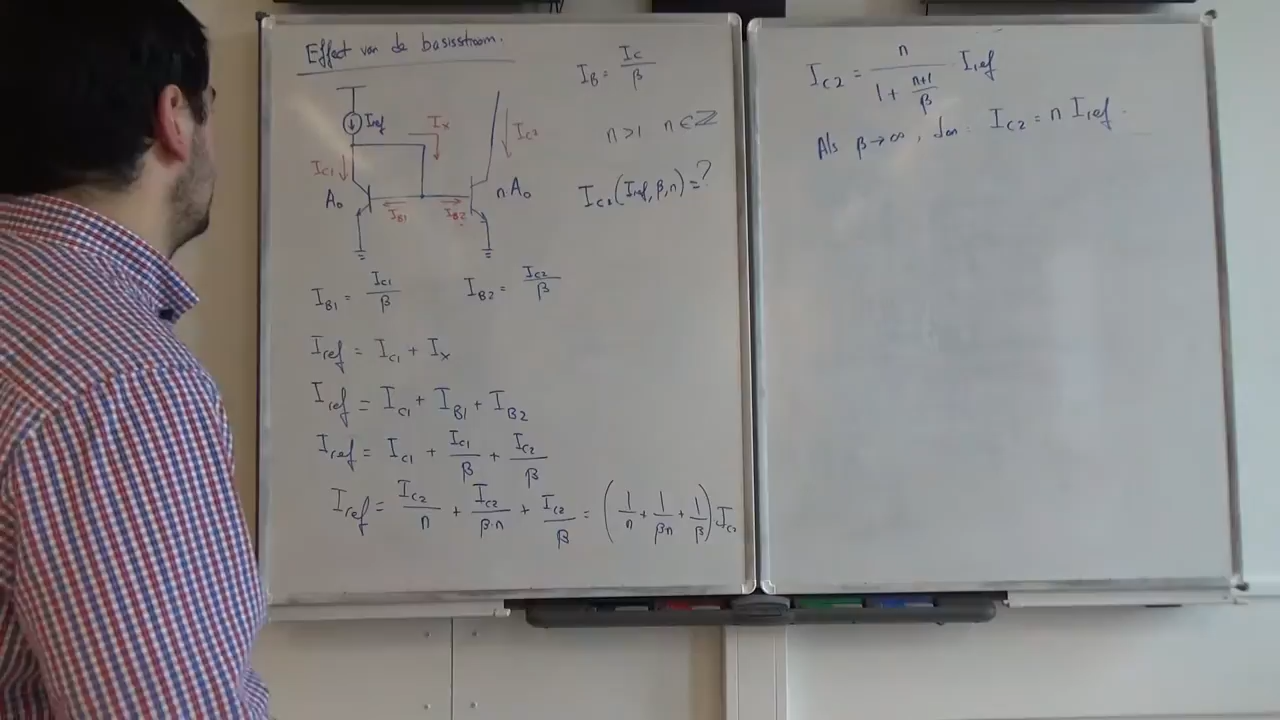 Effect van de basisstroom.
I_B = I_C / β
n > 1 n ∈ ℤ
I_C2 (I_ref, β, n) = ?
I_ref
I_x
I_C2
I_C1
A₀
n·A₀
I_B1
I_B2
I_B1 = I_C1 / β I_B2 = I_C2 / β
I_ref = I_C1 + I_x
I_ref = I_C1 + I_B1 + I_B2
I_ref = I_C1 + I_C1 / β + I_C2 / β
I_ref = I_C2 / n + I_C2 / β·n + I_C2 / β = (1/n + 1/βn + 1/β) I_C2
I_C2 = n / (1 + (n+1)/β) · I_ref
Als β → ∞, dan: I_C2 = n I_ref.